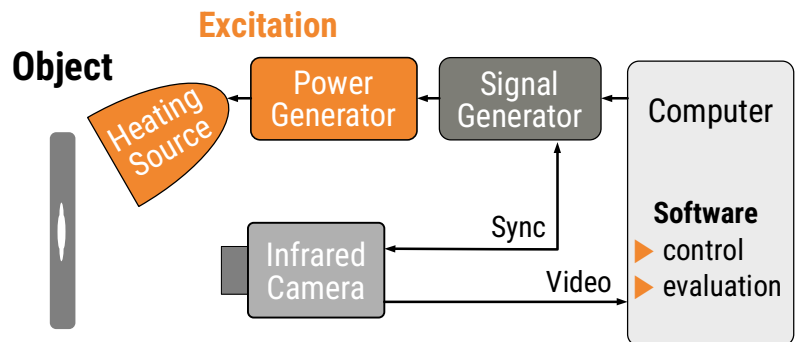 Excitation
Object
Heating
Source
Power
Generator
Signal
Generator
Computer
Software
control
evaluation
Sync
Infrared
Camera
Video